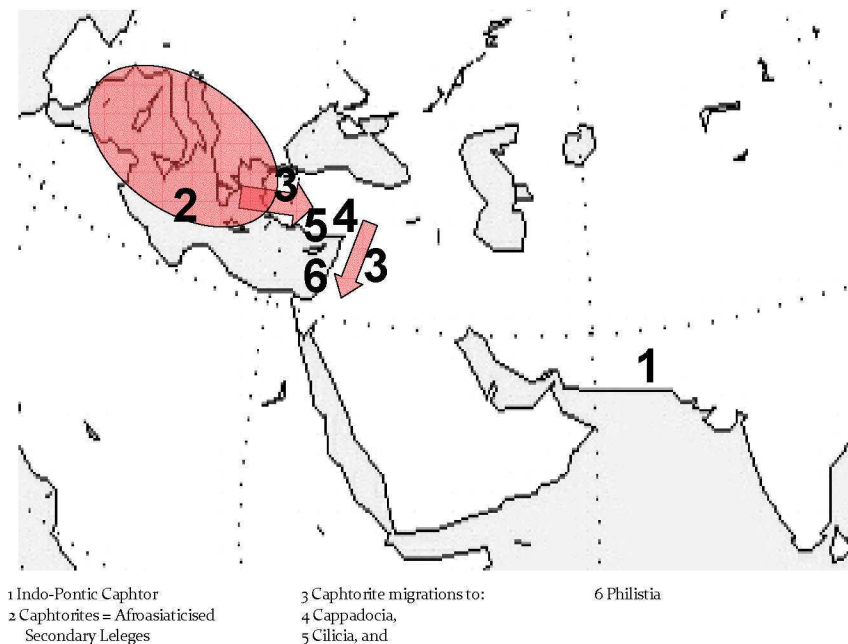 3
2
5
4
6
3
1
1 Indo-Pontic Caphtor
2 Caphtorites = Afroasiaticised
Secondary Leleges
3 Caphtorite migrations to:
4 Cappadocia,
5 Cilicia, and
6 Philistia